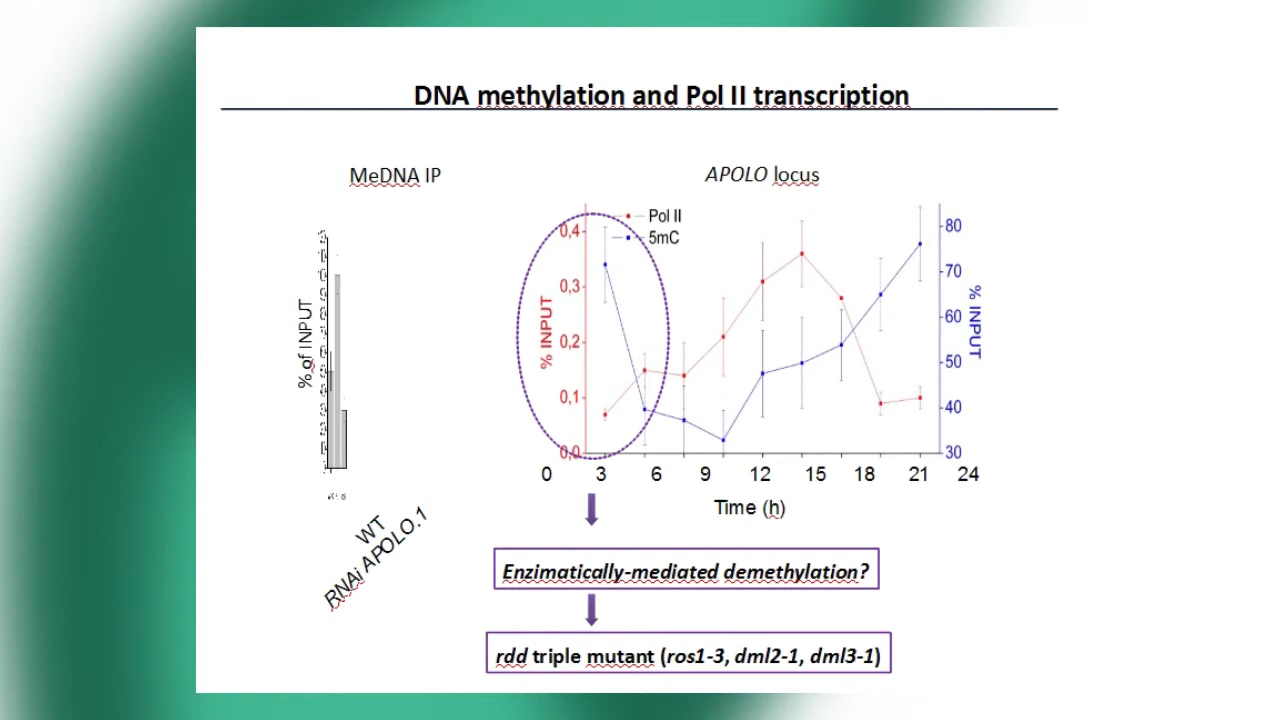 DNA methylation and Pol II transcription
MeDNA IP
% of INPUT
WT
RNAi APOLO.1
APOLO locus
Pol II
5mC
0,4
0,3
0,2
0,1
0,0
% INPUT
80
70
60
50
40
30
% INPUT
0 3 6 9 12 15 18 21 24
Time (h)
Enzimatically-mediated demethylation?
rdd triple mutant (ros1-3, dml2-1, dml3-1)